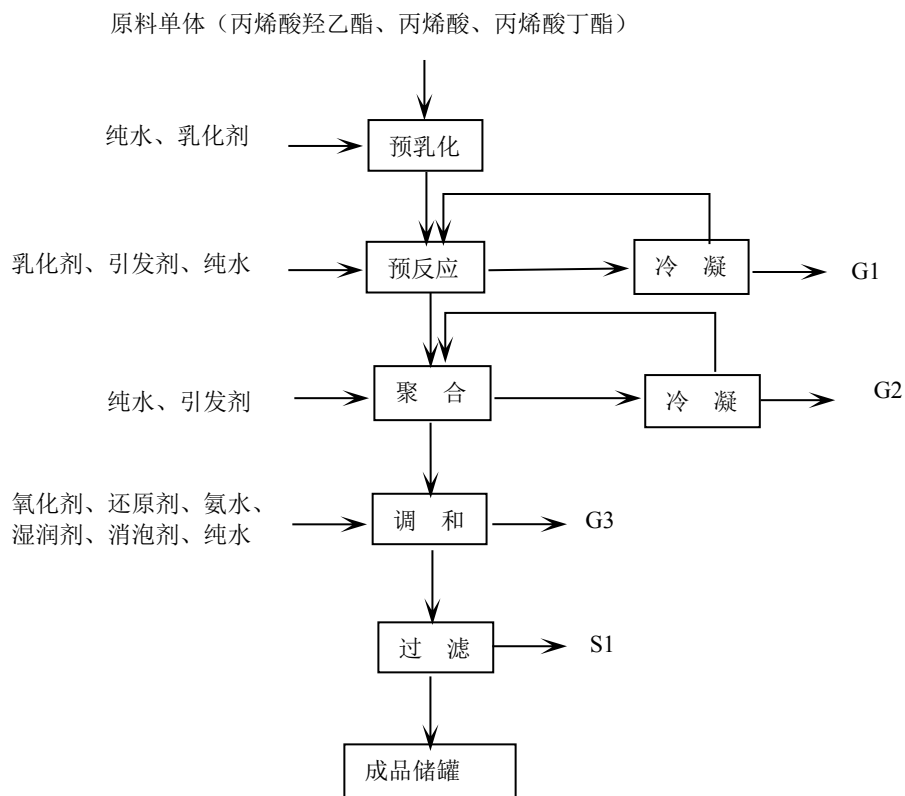 原料单体（丙烯酸羟乙酯、丙烯酸、丙烯酸丁酯）
纯水、乳化剂
预乳化
乳化剂、引发剂、纯水
预反应
冷 凝
G1
纯水、引发剂
聚 合
冷 凝
G2
氧化剂、还原剂、氨水、
湿润剂、消泡剂、纯水
调 和
G3
过 滤
S1
成品储罐